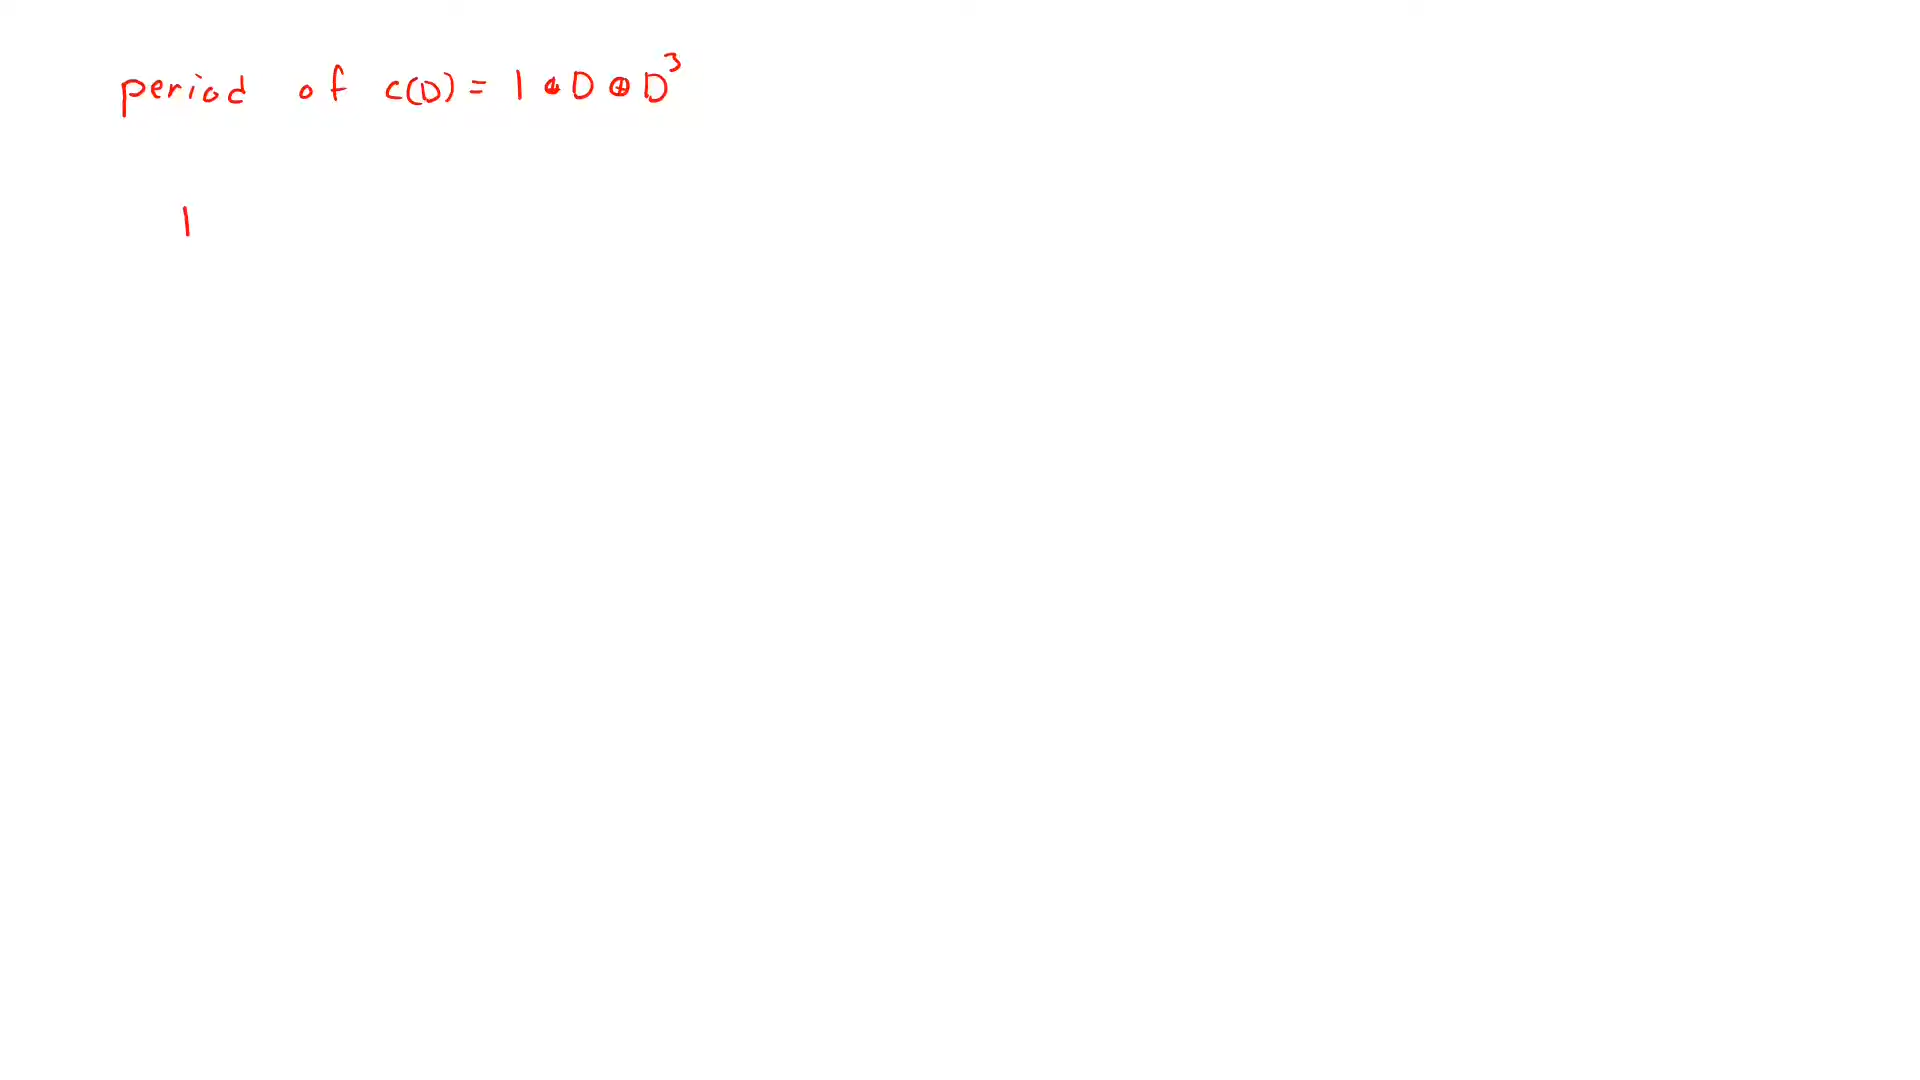 period of c(D) = 1 ⊕ D ⊕ D³
1